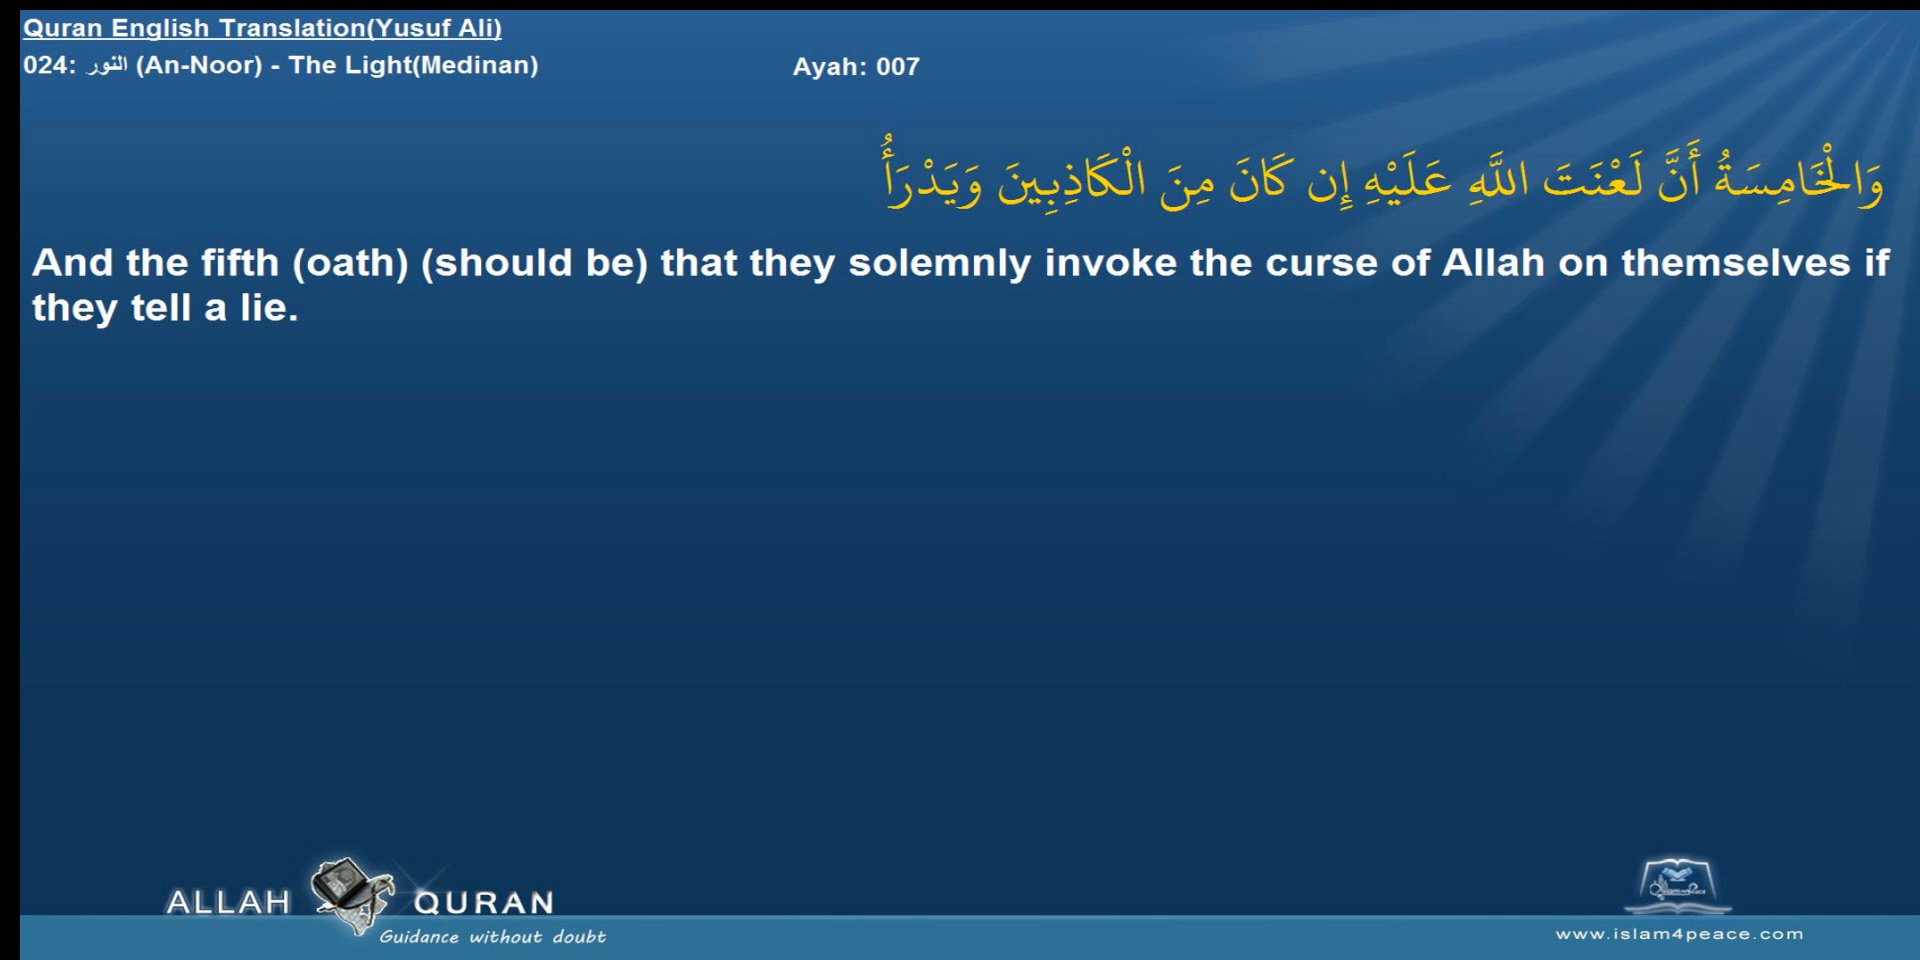 Quran English Translation(Yusuf Ali)
024: النور (An-Noor) - The Light(Medinan) Ayah: 007
وَالْخَامِسَةُ أَنَّ لَعْنَتَ اللَّهِ عَلَيْهِ إِن كَانَ مِنَ الْكَاذِبِينَ وَيَدْرَأُ
And the fifth (oath) (should be) that they solemnly invoke the curse of Allah on themselves if
they tell a lie.
ALLAH QURAN
Guidance without doubt
www.islam4peace.com